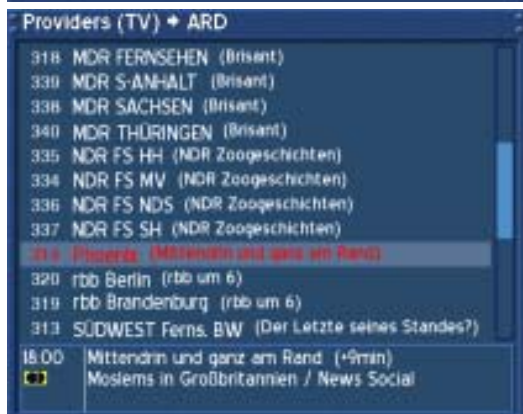 Providers (TV) → ARD
318 MDR FERNSEHEN (Brisant)
339 MDR S-ANHALT (Brisant)
338 MDR SACHSEN (Brisant)
340 MDR THÜRINGEN (Brisant)
335 NDR FS HH (NDR Zoogeschichten)
334 NDR FS MV (NDR Zoogeschichten)
336 NDR FS NDS (NDR Zoogeschichten)
337 NDR FS SH (NDR Zoogeschichten)
Phoenix (Mittendrin und ganz am Rand)
320 rbb Berlin (rbb um 6)
319 rbb Brandenburg (rbb um 6)
313 SÜDWEST Ferns. BW (Der Letzte seines Standes?)
18:00 Mittendrin und ganz am Rand (+9min)
Moslems in Großbritannien / News Social